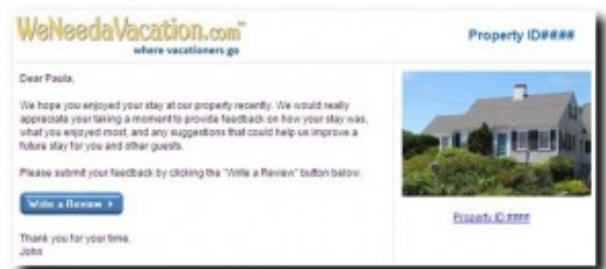 WeNeedaVacation.com
where vacationers go
Property ID####
Dear Paula,
We hope you enjoyed your stay at our property recently. We would really
appreciate your taking a moment to provide feedback on how your stay was,
what you enjoyed most, and any suggestions that could help us improve a
future stay for you and other guests.
Please submit your feedback by clicking the "Write a Review" button below.
Write a Review
Thank you for your time.
John
Property ID ####